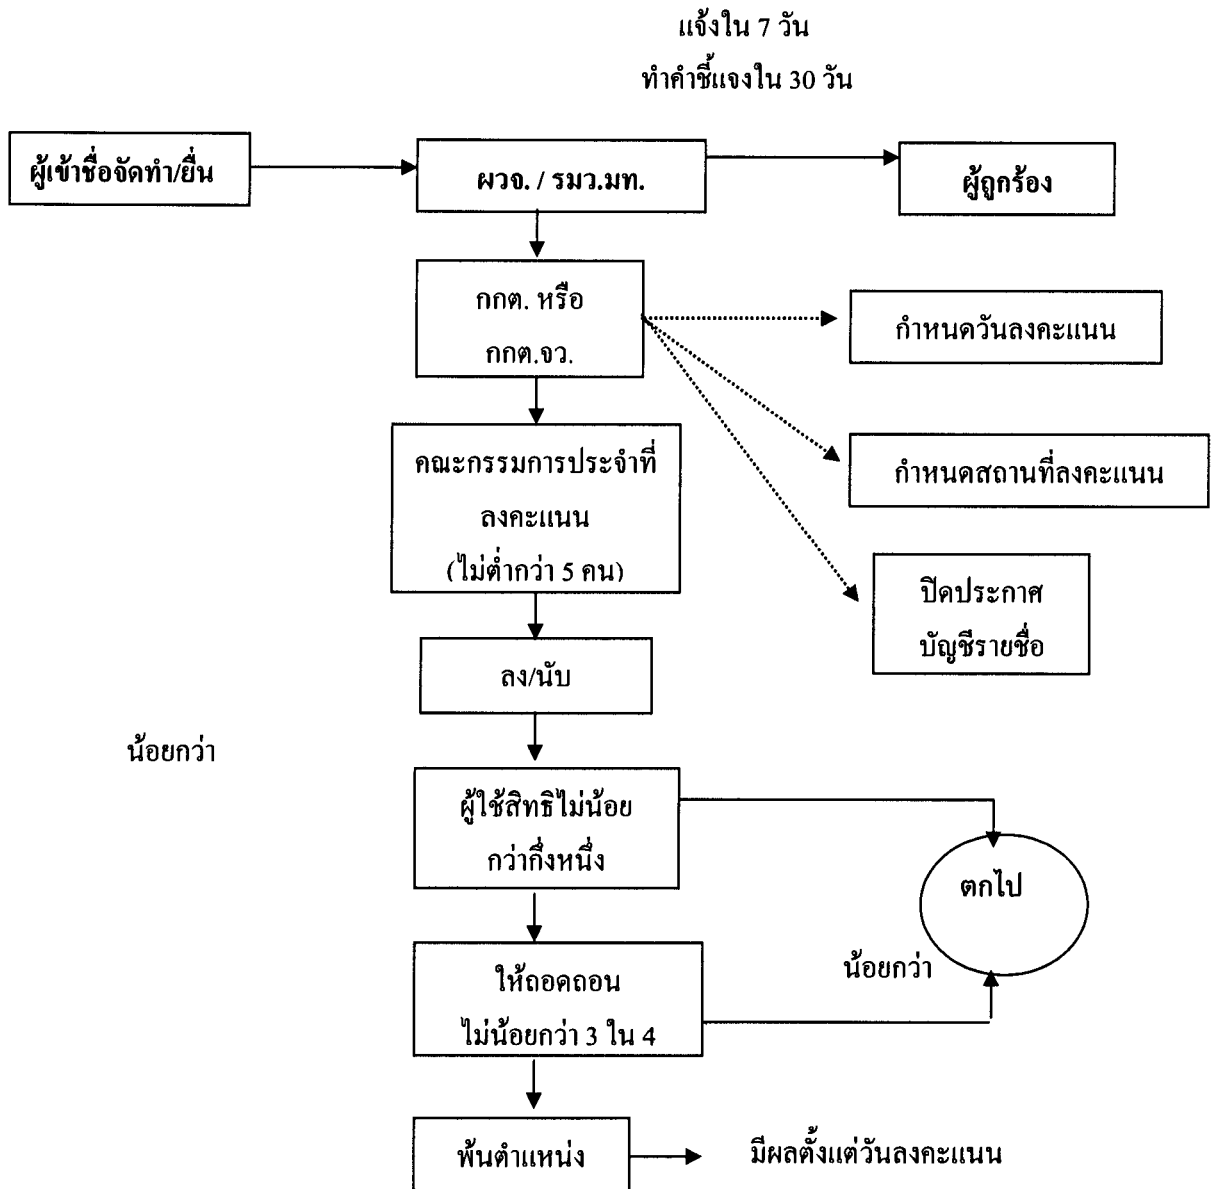 แจ้งใน 7 วัน
ทำคำชี้แจงใน 30 วัน
ผู้เข้าชื่อจัดทำ/ยื่น
ผวจ. / รมว.มท.
ผู้ถูกร้อง
กกต. หรือ
กกต.จว.
กำหนดวันลงคะแนน
คณะกรรมการประจำที่
ลงคะแนน
(ไม่ต่ำกว่า 5 คน)
กำหนดสถานที่ลงคะแนน
ปิดประกาศ
บัญชีรายชื่อ
ลง/นับ
น้อยกว่า
ผู้ใช้สิทธิไม่น้อย
กว่ากึ่งหนึ่ง
ตกไป
น้อยกว่า
ให้ถอดถอน
ไม่น้อยกว่า 3 ใน 4
พ้นตำแหน่ง
มีผลตั้งแต่วันลงคะแนน